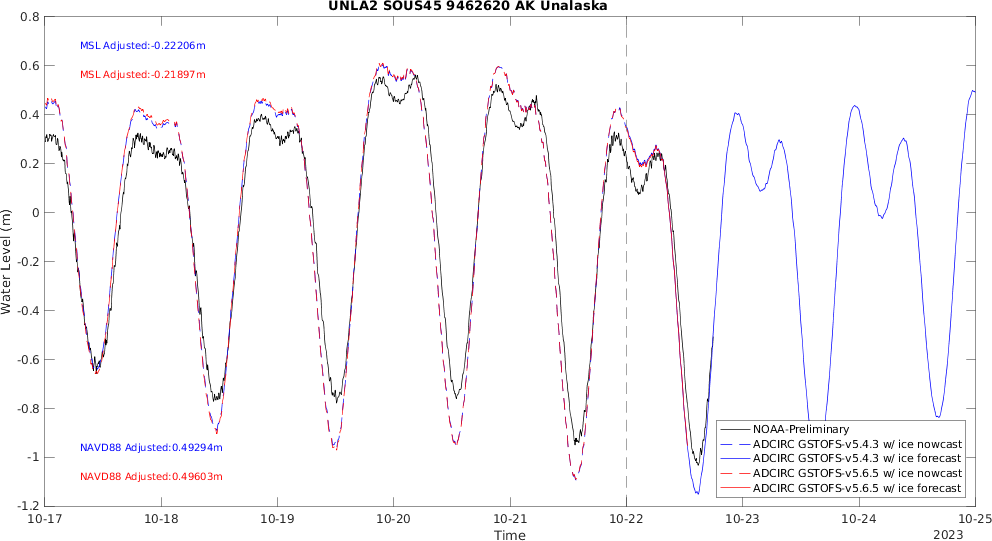 UNLA2 SOUS45 9462620 AK Unalaska
0.8
0.6
0.4
0.2
0
-0.2
-0.4
-0.6
-0.8
-1
-1.2
Water Level (m)
MSL Adjusted:-0.22206m
MSL Adjusted:-0.21897m
NAVD88 Adjusted:0.49294m
NAVD88 Adjusted:0.49603m
NOAA-Preliminary
ADCIRC GSTOFS-v5.4.3 w/ ice nowcast
ADCIRC GSTOFS-v5.4.3 w/ ice forecast
ADCIRC GSTOFS-v5.6.5 w/ ice nowcast
ADCIRC GSTOFS-v5.6.5 w/ ice forecast
10-17 10-18 10-19 10-20 10-21 10-22 10-23 10-24 10-25
Time
2023